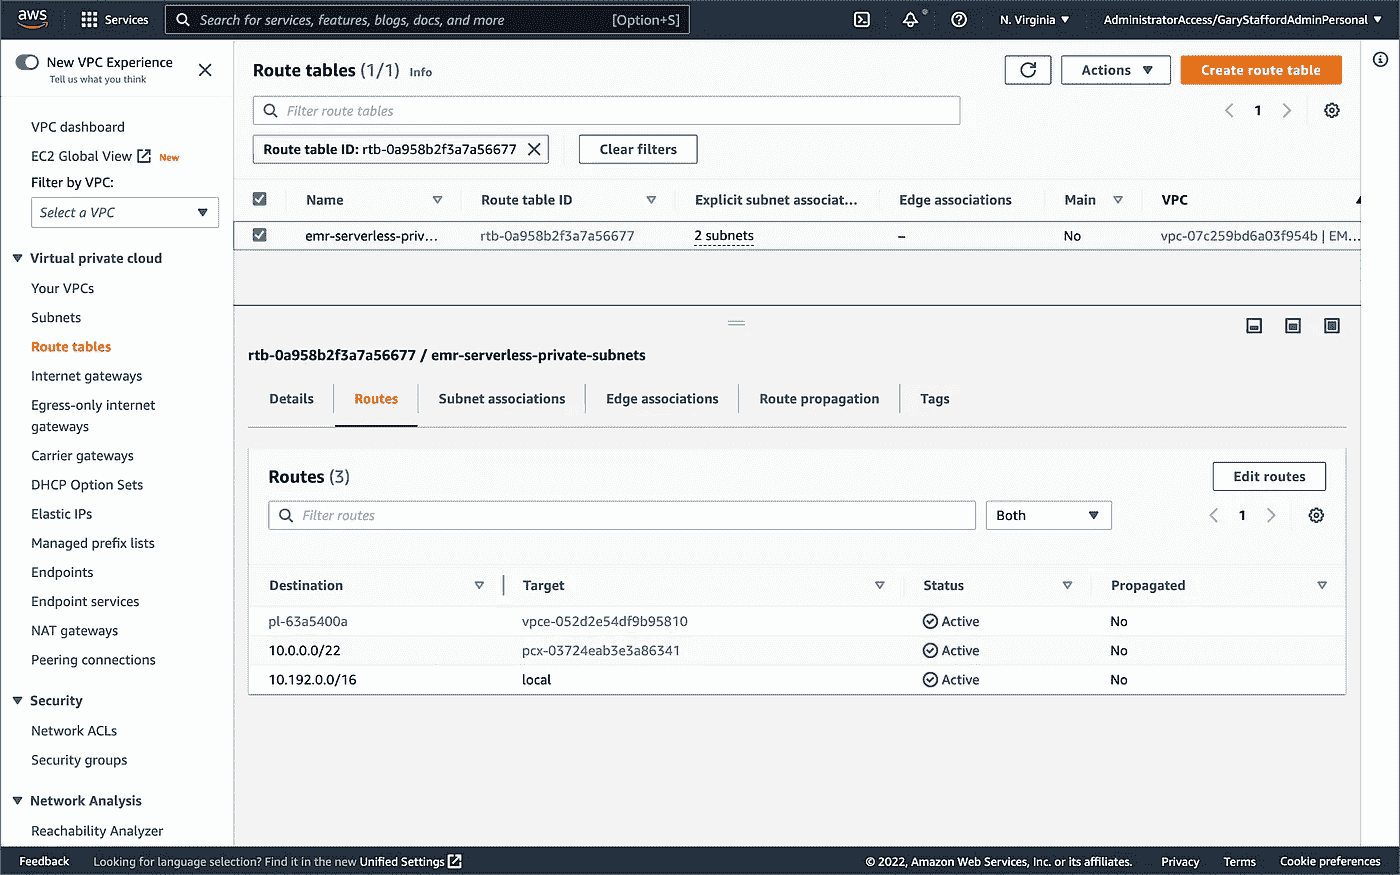 aws Services Search for services, features, blogs, docs, and more [Option+S] N. Virginia AdministratorAccess/GaryStaffordAdminPersonal
New VPC Experience
Tell us what you think
VPC dashboard
EC2 Global View New
Filter by VPC:
Select a VPC
Virtual private cloud
Your VPCs
Subnets
Route tables
Internet gateways
Egress-only internet
gateways
Carrier gateways
DHCP Option Sets
Elastic IPs
Managed prefix lists
Endpoints
Endpoint services
NAT gateways
Peering connections
Security
Network ACLs
Security groups
Network Analysis
Reachability Analyzer
Route tables (1/1) Info
Actions
Create route table
Filter route tables
1
Route table ID: rtb-0a958b2f3a7a56677
Clear filters
Name Route table ID Explicit subnet associat... Edge associations Main VPC
emr-serverless-priv... rtb-0a958b2f3a7a56677 2 subnets – No vpc-07c259bd6a03f954b | EM...
rtb-0a958b2f3a7a56677 / emr-serverless-private-subnets
Details Routes Subnet associations Edge associations Route propagation Tags
Routes (3)
Edit routes
Filter routes
Both
1
Destination Target Status Propagated
pl-63a5400a vpce-052d2e54df9b95810 Active No
10.0.0.0/22 pcx-03724eab3e3a86341 Active No
10.192.0.0/16 local Active No
Feedback Looking for language selection? Find it in the new Unified Settings © 2022, Amazon Web Services, Inc. or its affiliates. Privacy Terms Cookie preferences